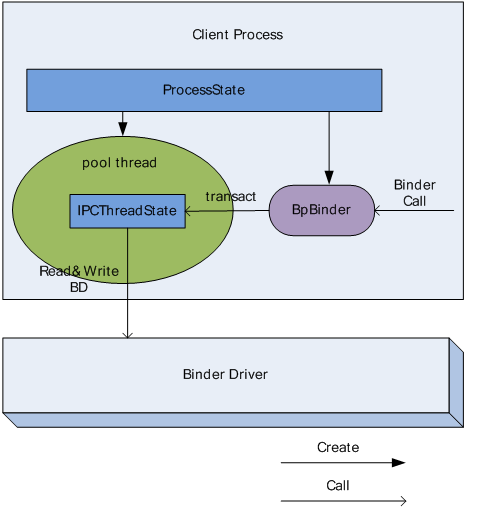 Client Process
ProcessState
pool thread
IPCThreadState
transact
BpBinder
Binder
Call
Read& Write
BD
Binder Driver
Create
Call